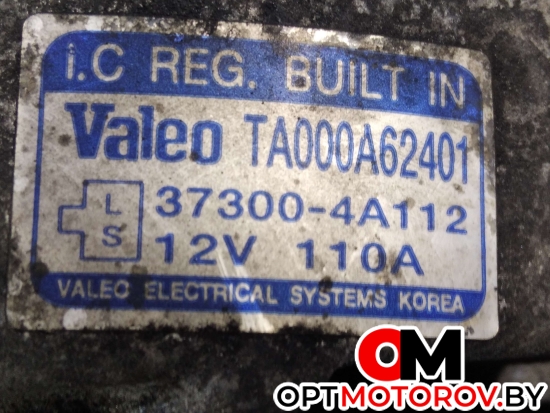 i.C REG. BUILT IN
Valeo TA000A62401
L 37300-4A112
S 12V 110A
VALEO ELECTRICAL SYSTEMS KOREA
OM
OPTMOTOROV.BY